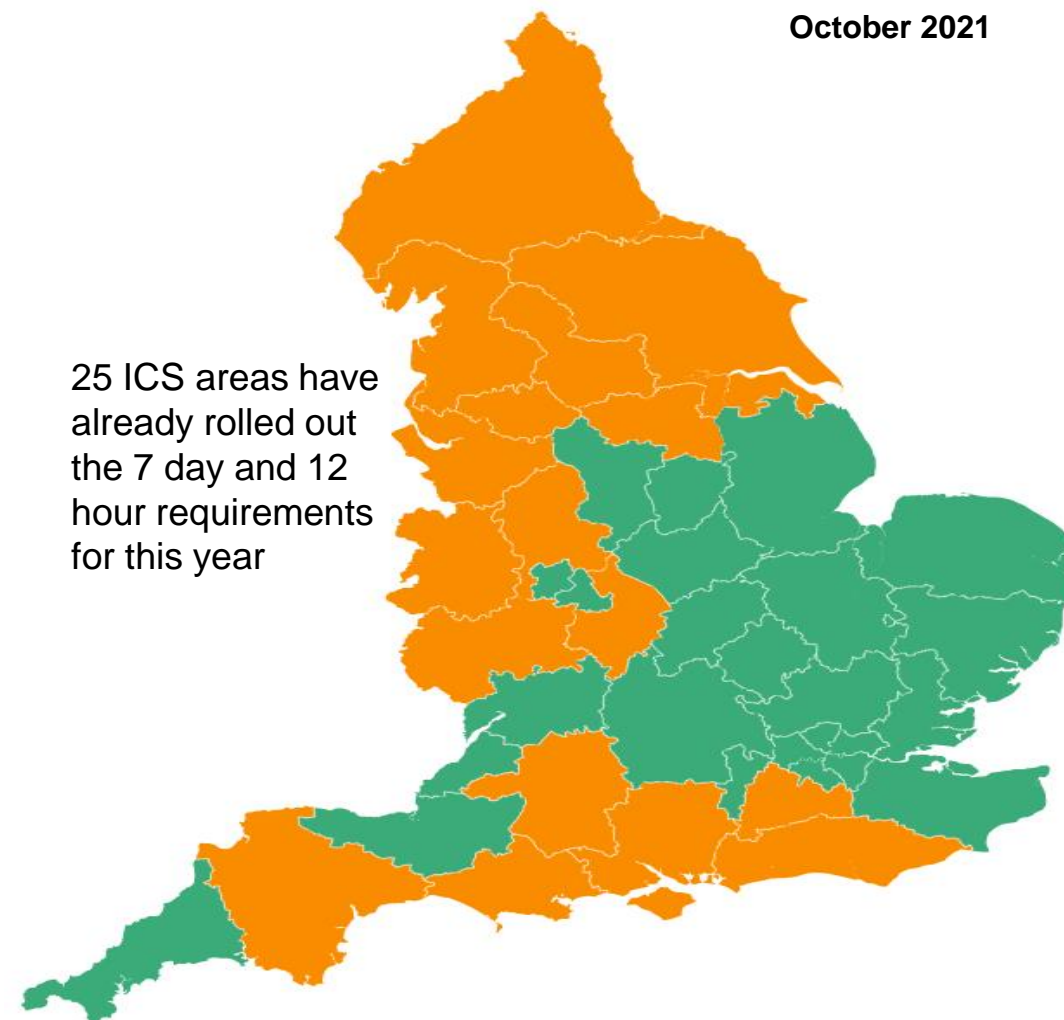 October 2021
25 ICS areas have
already rolled out
the 7 day and 12
hour requirements
for this year